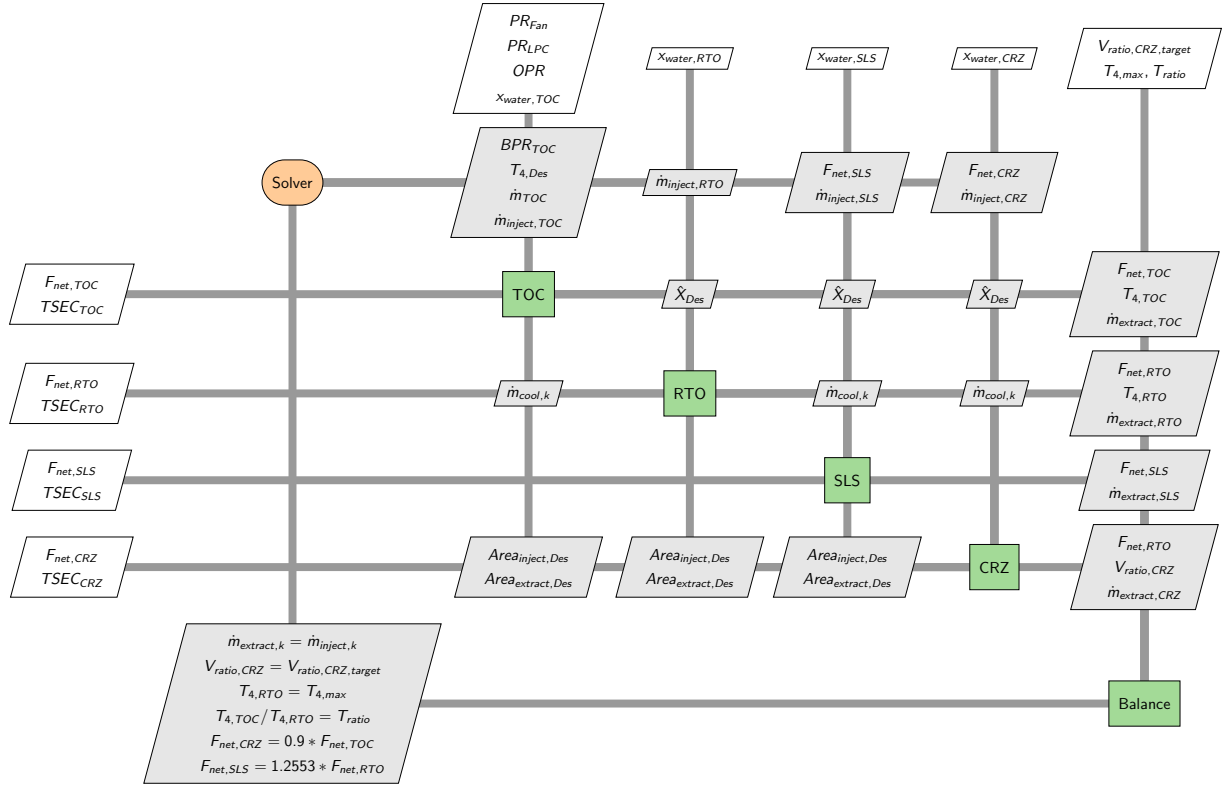 PR_Fan
PR_LPC
OPR
x_water,TOC
x_water,RTO
x_water,SLS
x_water,CRZ
V_ratio,CRZ,target
T_4,max, T_ratio
Solver
BPR_TOC
T_4,Des
ṁ_TOC
ṁ_inject,TOC
ṁ_inject,RTO
F_net,SLS
ṁ_inject,SLS
F_net,CRZ
ṁ_inject,CRZ
F_net,TOC
TSEC_TOC
TOC
X̂_Des
X̂_Des
X̂_Des
F_net,TOC
T_4,TOC
ṁ_extract,TOC
F_net,RTO
TSEC_RTO
ṁ_cool,k
RTO
ṁ_cool,k
ṁ_cool,k
F_net,RTO
T_4,RTO
ṁ_extract,RTO
F_net,SLS
TSEC_SLS
SLS
F_net,SLS
ṁ_extract,SLS
F_net,CRZ
TSEC_CRZ
Area_inject,Des
Area_extract,Des
Area_inject,Des
Area_extract,Des
Area_inject,Des
Area_extract,Des
CRZ
F_net,RTO
V_ratio,CRZ
ṁ_extract,CRZ
ṁ_extract,k = ṁ_inject,k
V_ratio,CRZ = V_ratio,CRZ,target
T_4,RTO = T_4,max
T_4,TOC/T_4,RTO = T_ratio
F_net,CRZ = 0.9 * F_net,TOC
F_net,SLS = 1.2553 * F_net,RTO
Balance